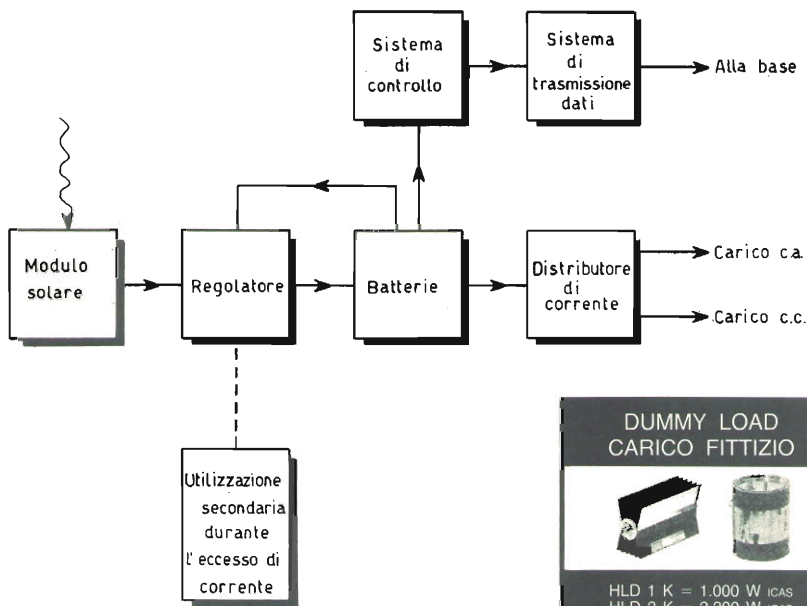 Sistema
di
controllo
Sistema
di
trasmissione
dati
Alla base
Modulo
solare
Regolatore
Batterie
Distributore
di
corrente
Carico c.a.
Carico c.c.
Utilizzazione
secondaria
durante
l'eccesso di
corrente
DUMMY LOAD
CARICO FITTIZIO
HLD 1 K = 1.000 W ICAS